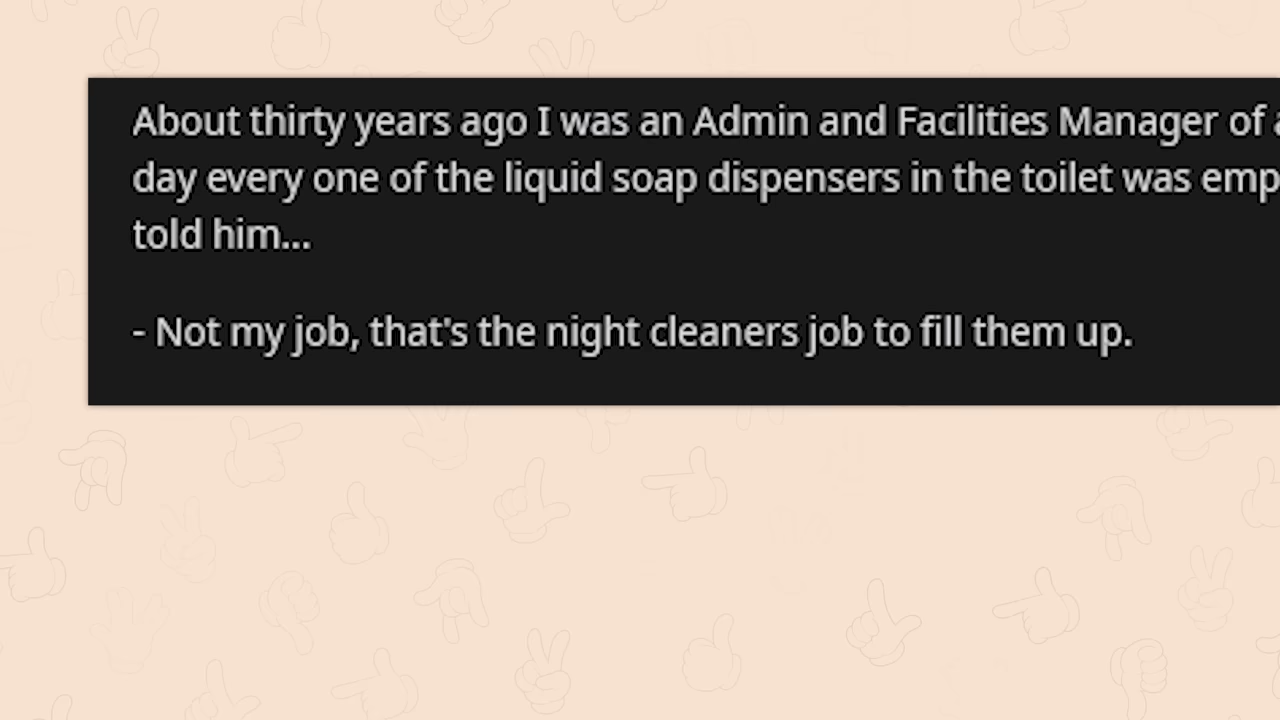 About thirty years ago I was an Admin and Facilities Manager of
day every one of the liquid soap dispensers in the toilet was
told him...
- Not my job, that's the night cleaners job to fill them up.